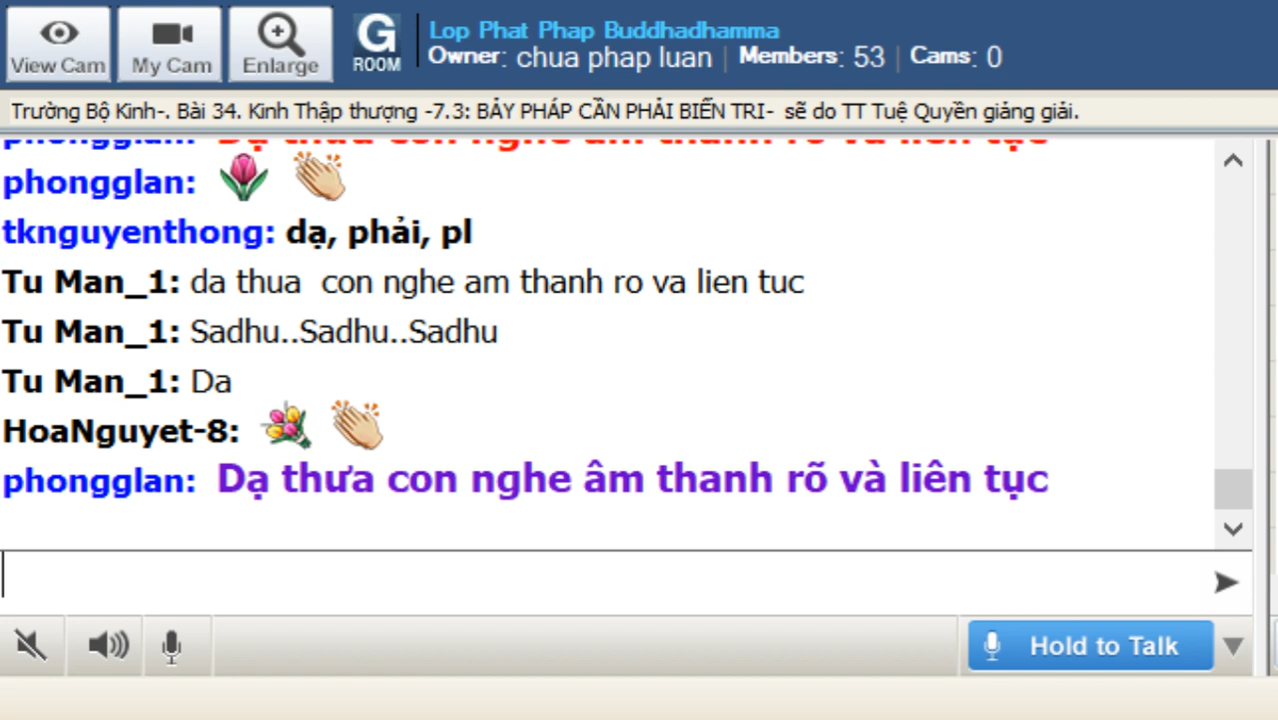 View Cam
My Cam
Enlarge
G
ROOM
Lop Phat Phap Buddhadhamma
Owner: chua phap luan | Members: 53 | Cams: 0
Trường Bộ Kinh-. Bài 34. Kinh Thập thượng -7.3: BẢY PHÁP CẦN PHẢI BIẾN TRI- sẽ do TT Tuệ Quyền giảng giải.
phongglan: Dạ thưa con nghe âm thanh rõ và liên tục
phongglan:
tknguyenthong: dạ, phải, pl
Tu Man_1: da thua con nghe am thanh ro va lien tuc
Tu Man_1: Sadhu..Sadhu..Sadhu
Tu Man_1: Da
HoaNguyet-8:
phongglan: Dạ thưa con nghe âm thanh rõ và liên tục
Hold to Talk